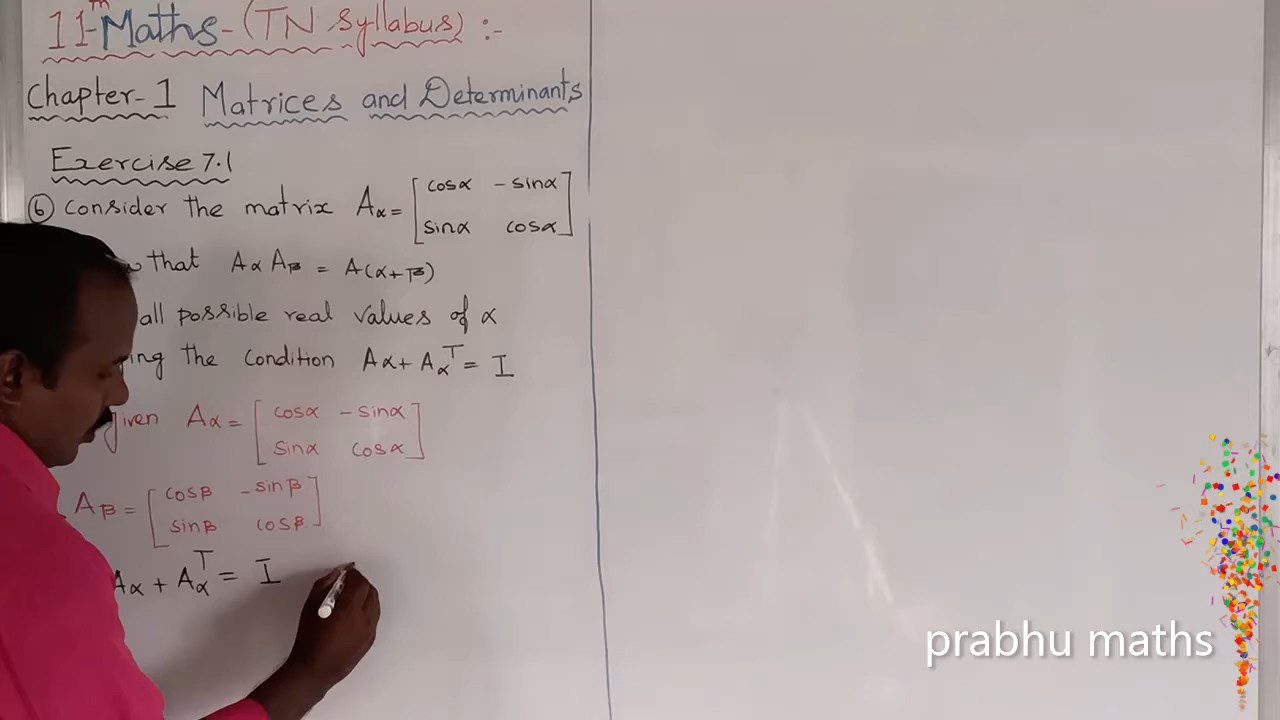 11th Maths - (TN Syllabus) :-
Chapter-1 Matrices and Determinants
Exercise 7.1
⑥ Consider the matrix Aα = [cosα -sinα
sinα cosα]
that Aα Aβ = A(α+β)
all possible real values of α
the condition Aα + Aα^T = I
given Aα = [cosα -sinα
sinα cosα]
Aβ = [cosβ -sinβ
sinβ cosβ]
Aα + Aα^T = I
prabhu maths